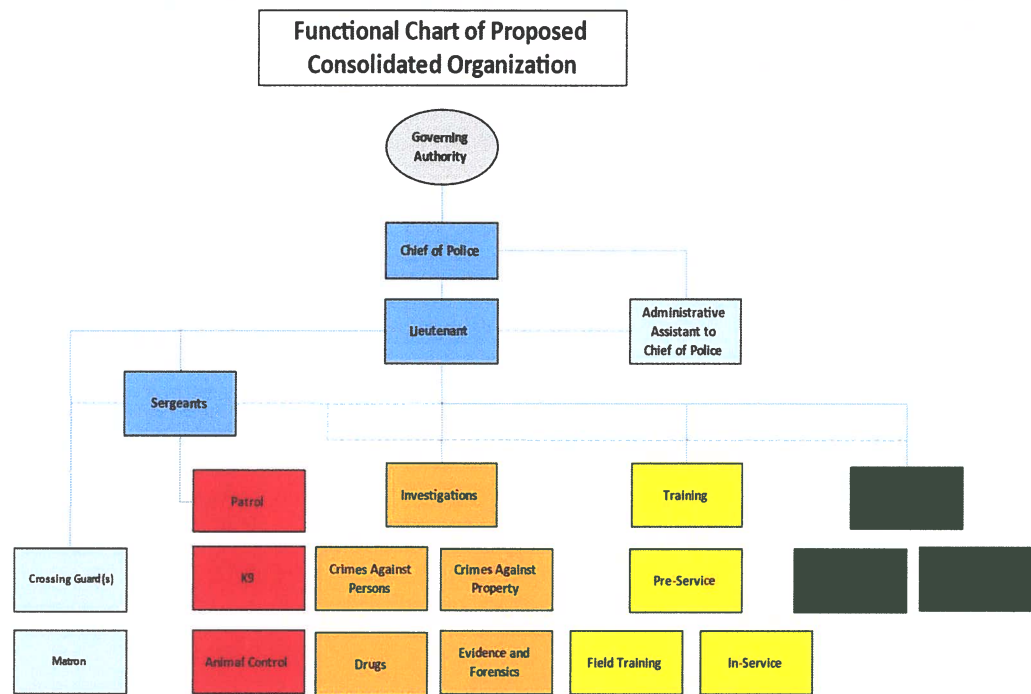 Functional Chart of Proposed
Consolidated Organization
Governing
Authority
Chief of Police
Lieutenant
Administrative
Assistant to
Chief of Police
Sergeants
Patrol
Investigations
Training
Crossing Guard(s)
K9
Crimes Against
Persons
Crimes Against
Property
Pre-Service
Matron
Animal Control
Drugs
Evidence and
Forensics
Field Training
In-Service